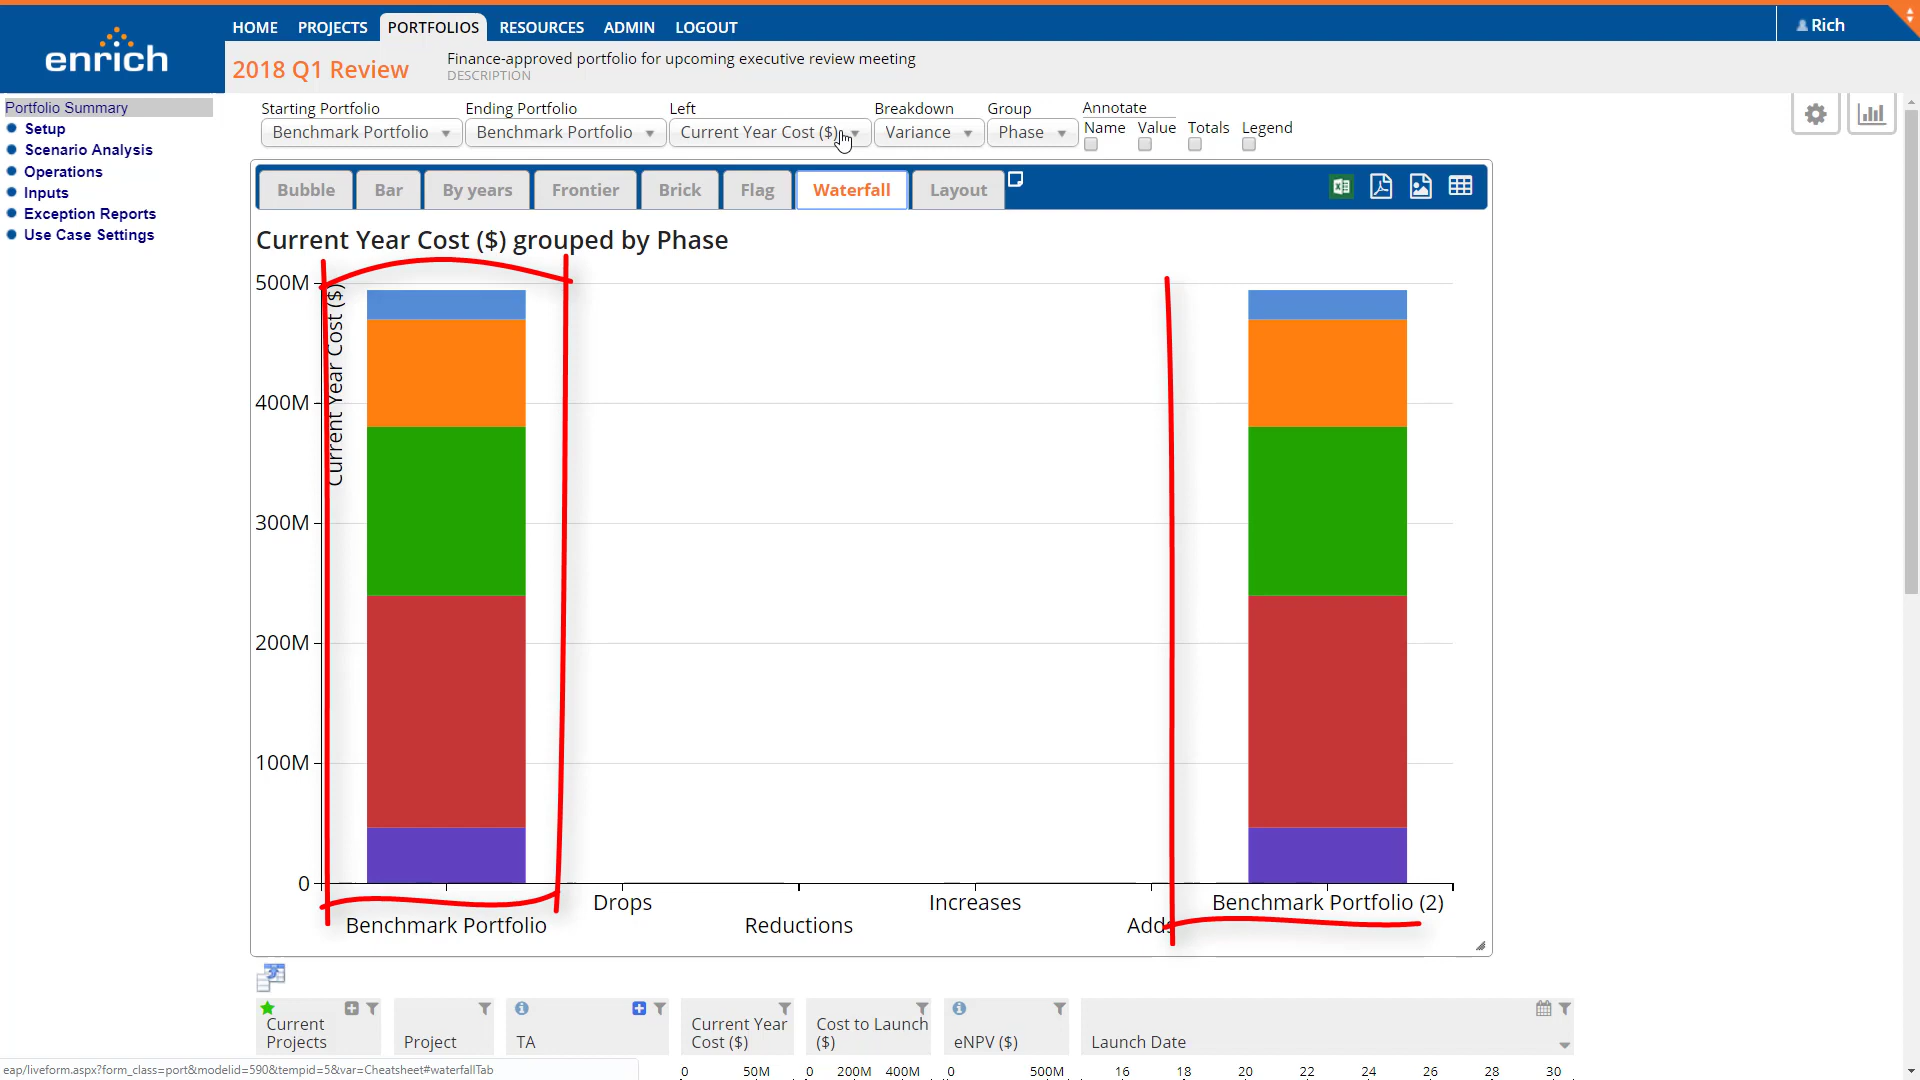 enrich
HOME PROJECTS PORTFOLIOS RESOURCES ADMIN LOGOUT
Rich
2018 Q1 Review
Finance-approved portfolio for upcoming executive review meeting
DESCRIPTION
Portfolio Summary
Setup
Scenario Analysis
Operations
Inputs
Exception Reports
Use Case Settings
Starting Portfolio Ending Portfolio Left Breakdown Group Annotate
Benchmark Portfolio Benchmark Portfolio Current Year Cost ($) Variance Phase
Name Value Totals Legend
Bubble Bar By years Frontier Brick Flag Waterfall Layout
Current Year Cost ($) grouped by Phase
500M
400M
300M
200M
100M
0
Current Year Cost ($)
Drops Increases Benchmark Portfolio (2)
Benchmark Portfolio Reductions Adds
Current Projects
Project
TA
Current Year Cost ($)
Cost to Launch ($)
eNPV ($)
Launch Date
0 50M 0 200M 400M 0 500M 16 18 20 22 24 26 28 30
eap/liveform.aspx?form_class=port&modelid=590&tempid=5&var=Cheatsheet#waterfallTab